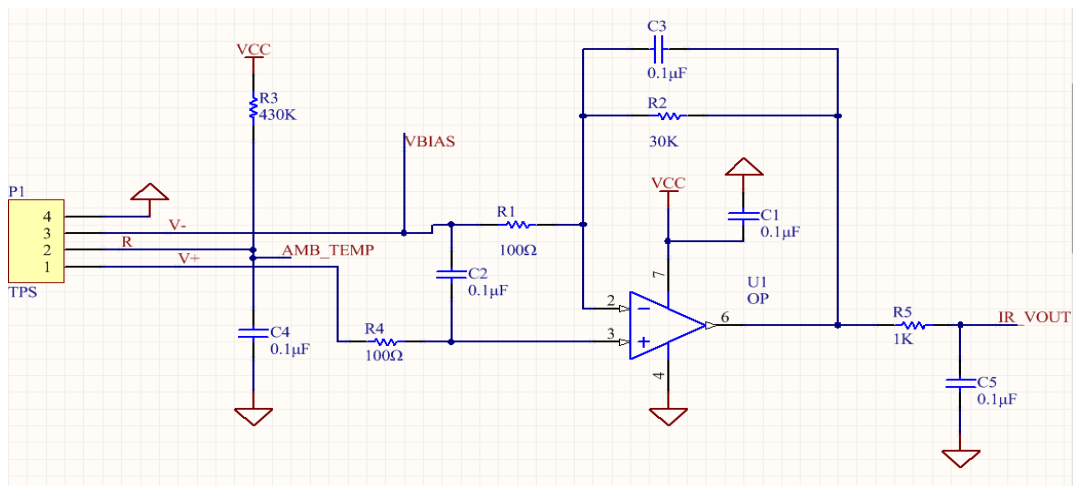 C3
0.1µF
VCC
R3
430K
R2
30K
VBIAS
P1
VCC
4
3
2
1
V-
R
V+
TPS
AMB_TEMP
R1
100Ω
C1
0.1µF
C2
0.1µF
7
U1
OP
2
3
6
4
C4
0.1µF
R4
100Ω
R5
1K
IR_VOUT
C5
0.1µF